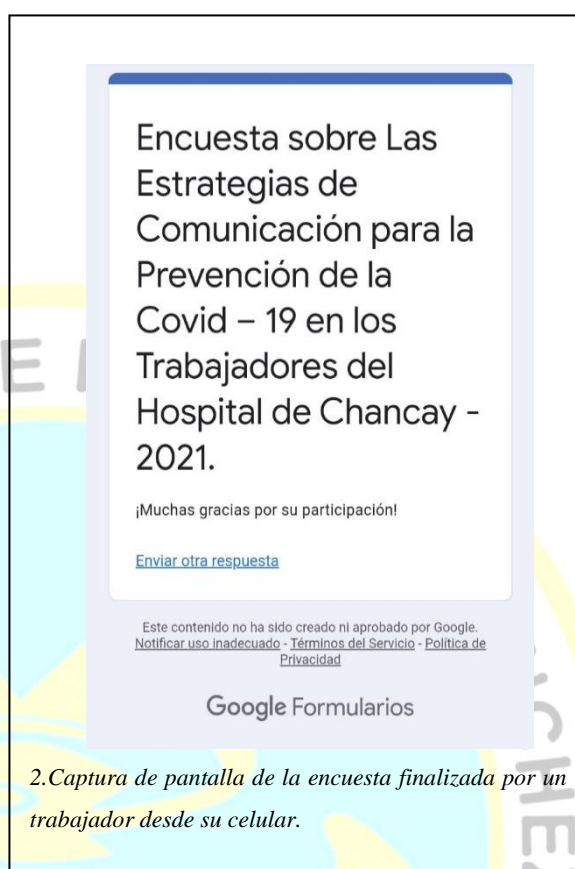 Encuesta sobre Las
Estrategias de
Comunicación para la
Prevención de la
Covid – 19 en los
Trabajadores del
Hospital de Chancay -
2021.
¡Muchas gracias por su participación!
Enviar otra respuesta
Este contenido no ha sido creado ni aprobado por Google.
Notificar uso inadecuado - Términos del Servicio - Política de
Privacidad
Google Formularios
2.Captura de pantalla de la encuesta finalizada por un
trabajador desde su celular.